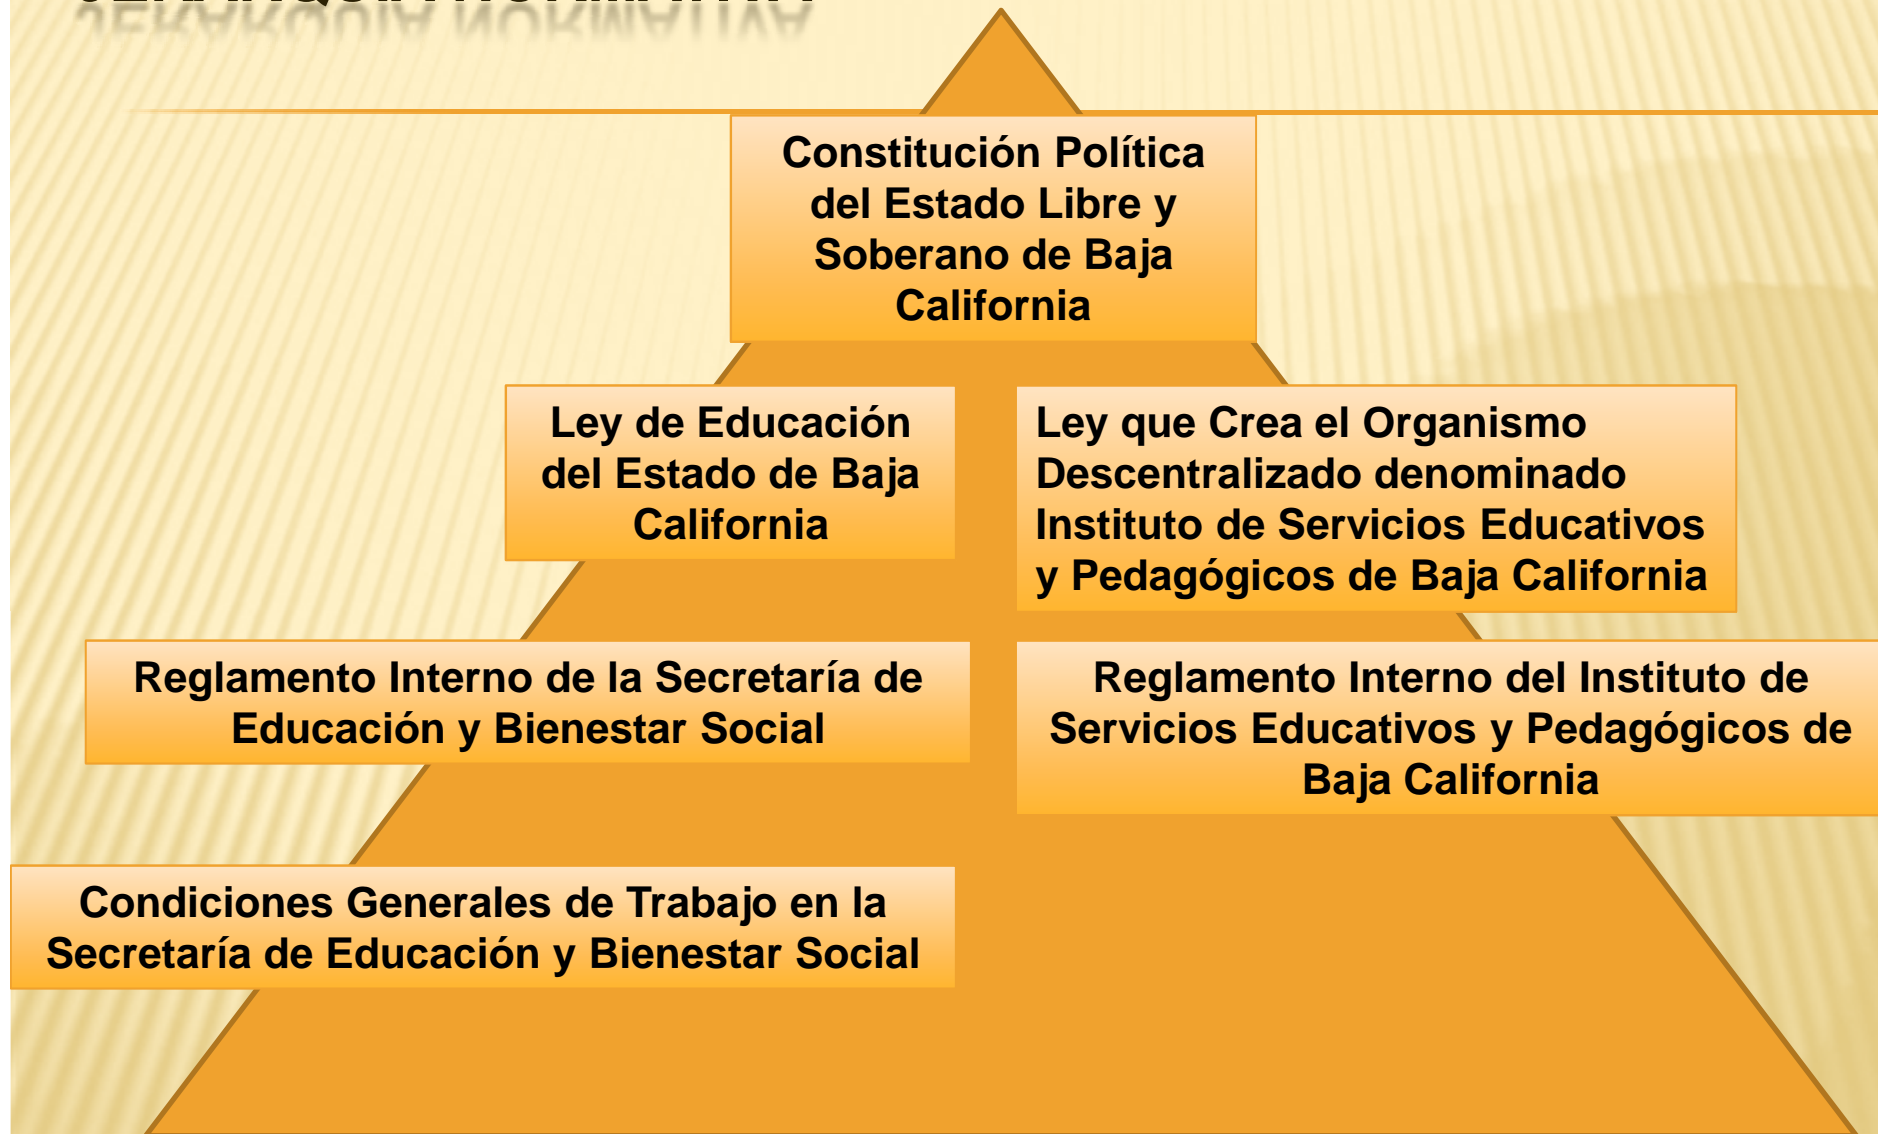 JERARQUÍA NORMATIVA
Constitución Política
del Estado Libre y
Soberano de Baja
California
Ley de Educación
del Estado de Baja
California
Ley que Crea el Organismo
Descentralizado denominado
Instituto de Servicios Educativos
y Pedagógicos de Baja California
Reglamento Interno de la Secretaría de
Educación y Bienestar Social
Reglamento Interno del Instituto de
Servicios Educativos y Pedagógicos de
Baja California
Condiciones Generales de Trabajo en la
Secretaría de Educación y Bienestar Social